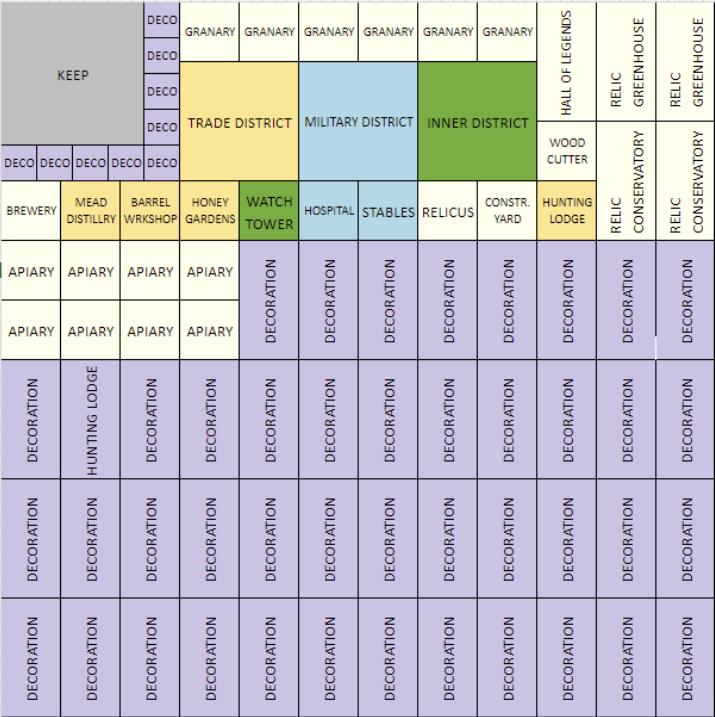 DECO
GRANARY GRANARY GRANARY GRANARY GRANARY GRANARY
HALL OF LEGENDS
RELIC
GREENHOUSE
RELIC
GREENHOUSE
DECO
KEEP
DECO
DECO
TRADE DISTRICT MILITARY DISTRICT INNER DISTRICT
WOOD
CUTTER
RELIC
CONSERVATORY
RELIC
CONSERVATORY
DECO DECO DECO DECO DECO
BREWERY
MEAD
DISTILLRY
BARREL
WRKSHOP
HONEY
GARDENS
WATCH
TOWER
HOSPITAL
STABLES
RELICUS
CONSTR.
YARD
HUNTING
LODGE
APIARY APIARY APIARY APIARY
DECORATION DECORATION DECORATION DECORATION DECORATION DECORATION DECORATION DECORATION
APIARY APIARY APIARY APIARY
DECORATION HUNTING LODGE DECORATION DECORATION DECORATION DECORATION DECORATION DECORATION DECORATION DECORATION DECORATION DECORATION
DECORATION DECORATION DECORATION DECORATION DECORATION DECORATION DECORATION DECORATION DECORATION DECORATION DECORATION DECORATION
DECORATION DECORATION DECORATION DECORATION DECORATION DECORATION DECORATION DECORATION DECORATION DECORATION DECORATION DECORATION